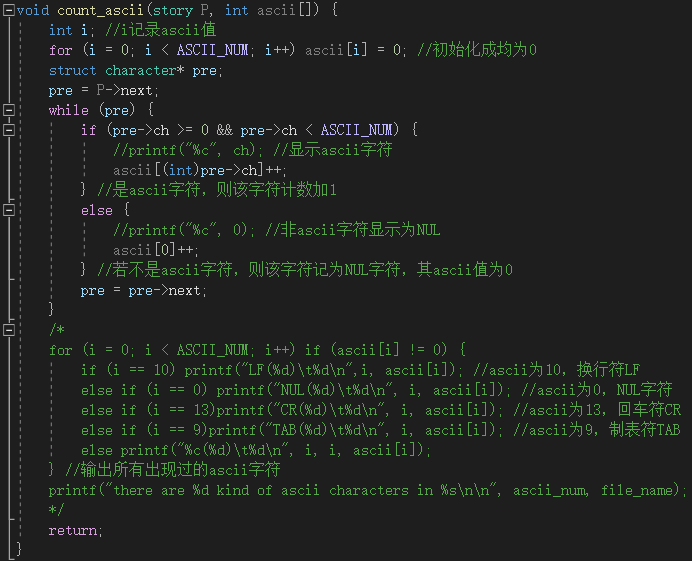 void count_ascii(story P, int ascii[]) {
    int i; //i记录ascii值
    for (i = 0; i < ASCII_NUM; i++) ascii[i] = 0; //初始化成均为0
    struct character* pre;
    pre = P->next;
    while (pre) {
        if (pre->ch >= 0 && pre->ch < ASCII_NUM) {
            //printf("%c", ch); //显示ascii字符
            ascii[(int)pre->ch]++;
        } //是ascii字符，则该字符计数加1
        else {
            //printf("%c", 0); //非ascii字符显示为NUL
            ascii[0]++;
        } //若不是ascii字符，则该字符记为NUL字符，其ascii值为0
        pre = pre->next;
    }
    /*
    for (i = 0; i < ASCII_NUM; i++) if (ascii[i] != 0) {
        if (i == 10) printf("LF(%d)\t%d\n",i, ascii[i]); //ascii为10，换行符LF
        else if (i == 0) printf("NUL(%d)\t%d\n", i, ascii[i]); //ascii为0，NUL字符
        else if (i == 13)printf("CR(%d)\t%d\n", i, ascii[i]); //ascii为13，回车符CR
        else if (i == 9)printf("TAB(%d)\t%d\n", i, ascii[i]); //ascii为9，制表符TAB
        else printf("%c(%d)\t%d\n", i, i, ascii[i]);
    } //输出所有出现过的ascii字符
    printf("there are %d kind of ascii characters in %s\n\n", ascii_num, file_name);
    */
    return;
}